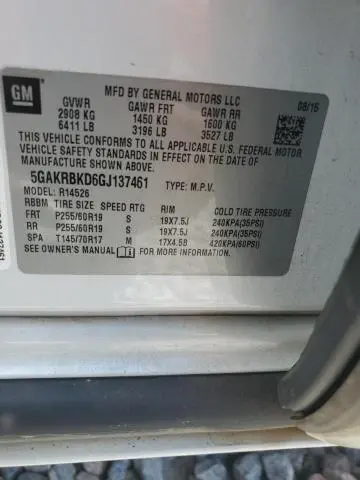 GM
MFD BY GENERAL MOTORS LLC
08/16
GVWR GAWR FRT GAWR RR
2908 KG 1450 KG 1600 KG
6411 LB 3196 LB 3527 LB
THIS VEHICLE CONFORMS TO ALL APPLICABLE U.S. FEDERAL MOTOR
VEHICLE SAFETY STANDARDS IN EFFECT ON THE DATE OF
MANUFACTURE SHOWN ABOVE.
5GAKRBKD6GJ137461 TYPE: M.P.V.
MODEL: R14526
RBBM TIRE SIZE SPEED RTG RIM COLD TIRE PRESSURE
FRT P255/60R19 S 19X7.5J 240KPA(35PSI)
RR P255/60R19 S 19X7.5J 240KPA(35PSI)
SPA T145/70R17 M 17X4.5B 420KPA(60PSI)
SEE OWNER'S MANUAL FOR MORE INFORMATION.